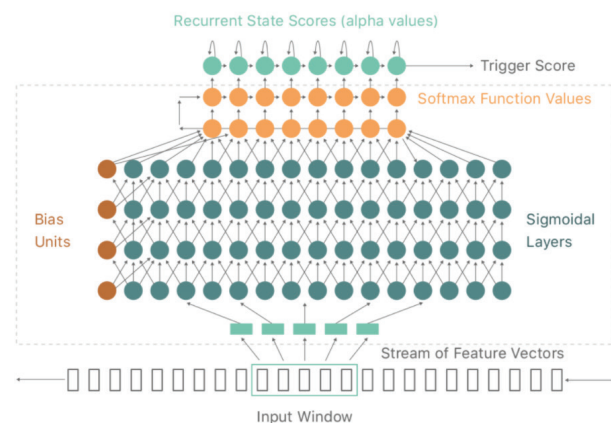 Recurrent State Scores (alpha values)
Trigger Score
Softmax Function Values
Bias
Units
Sigmoidal
Layers
Stream of Feature Vectors
Input Window